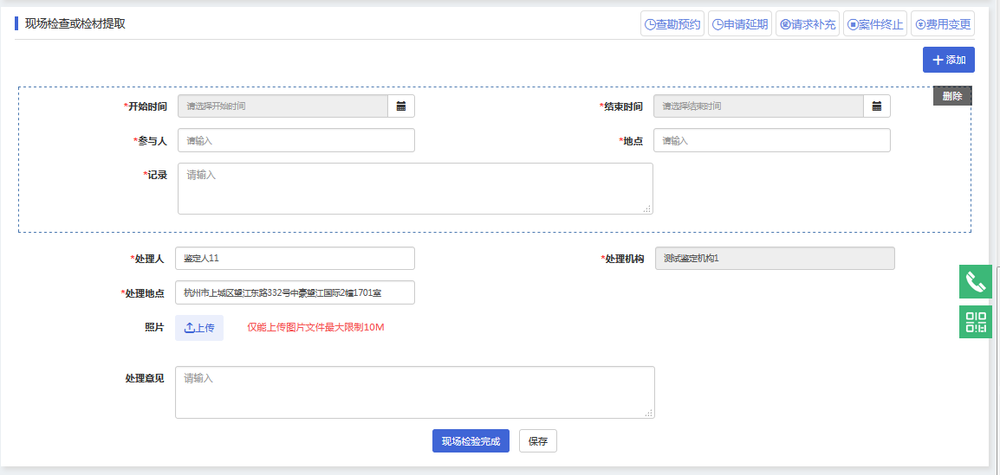 现场检查或检材提取
查勘预约
申请延期
请求补充
案件终止
费用变更
添加
删除
*开始时间 请选择开始时间
*结束时间 请选择结束时间
*参与人 请输入
*地点 请输入
*记录 请输入
*处理人 鉴定人11
*处理机构 测试鉴定机构1
*处理地点 杭州市上城区望江东路332号中豪望江国际2幢1701室
照片 上传 仅能上传图片文件最大限制10M
处理意见 请输入
现场检验完成 保存